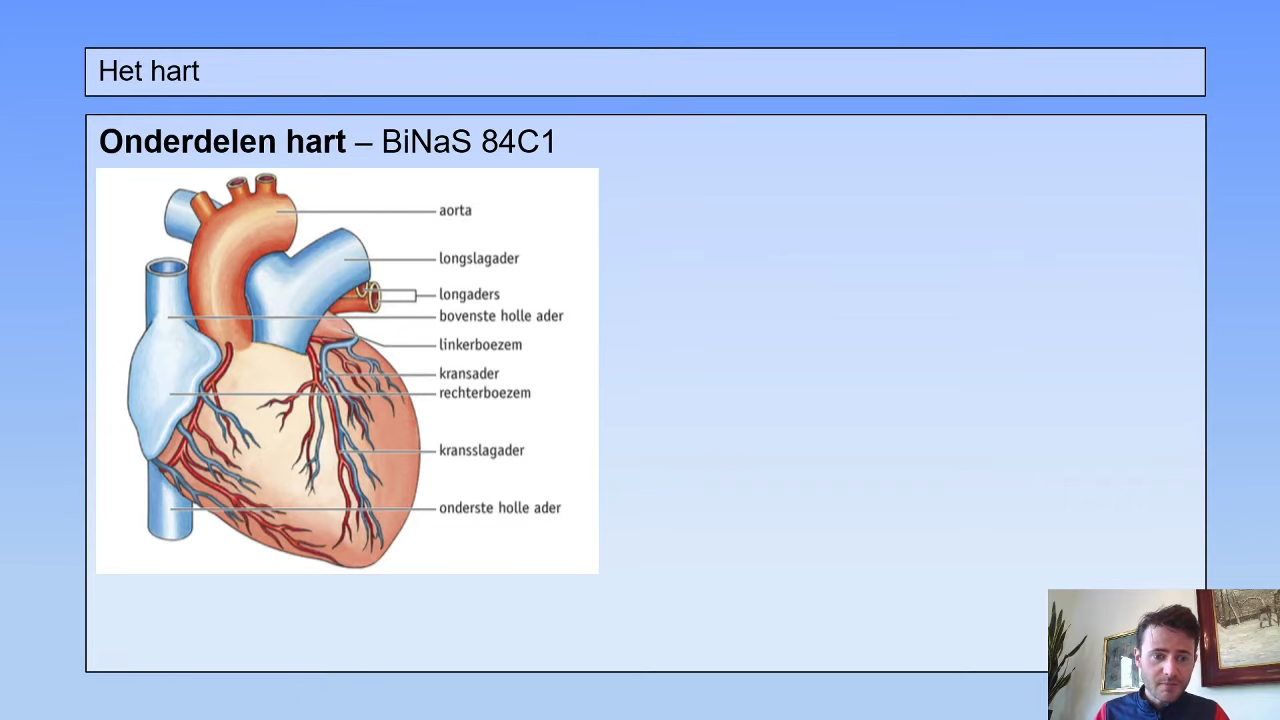 Het hart
Onderdelen hart – BiNaS 84C1
aorta
longslagader
longaders
bovenste holle ader
linkerboezem
kransader
rechterboezem
kransslagader
onderste holle ader